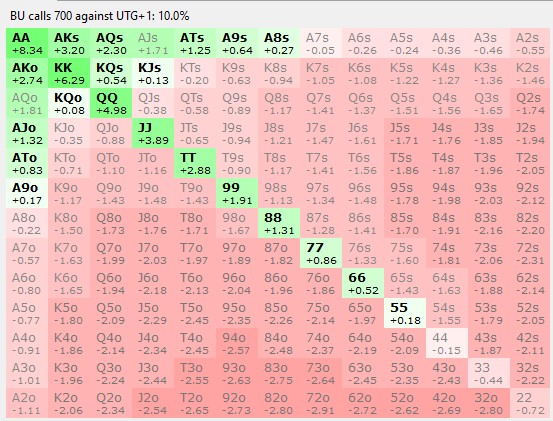 BU calls 700 against UTG+1: 10.0%
AA AKs AQs AJs ATs A9s A8s A7s A6s A5s A4s A3s A2s
+8.34 +3.20 +2.30 +1.71 +1.25 +0.64 +0.27 -0.05 -0.26 -0.24 -0.36 -0.46 -0.55
AKo KK KQs KJs KTs K9s K8s K7s K6s K5s K4s K3s K2s
+2.74 +6.29 +0.54 +0.13 -0.20 -0.63 -0.94 -1.05 -1.08 -1.22 -1.27 -1.36 -1.46
AQo KQo QQ QJs QTs Q9s Q8s Q7s Q6s Q5s Q4s Q3s Q2s
+1.81 +0.08 +4.98 -0.38 -0.58 -0.89 -1.17 -1.41 -1.37 -1.51 -1.56 -1.65 -1.74
AJo KJo QJo JJ JTs J9s J8s J7s J6s J5s J4s J3s J2s
+1.32 -0.35 -0.88 +3.89 -0.65 -0.94 -1.21 -1.47 -1.61 -1.71 -1.76 -1.85 -1.94
ATo KTo QTo JTo TT T9s T8s T7s T6s T5s T4s T3s T2s
+0.83 -0.71 -1.10 -1.16 +2.88 -0.90 -1.17 -1.41 -1.56 -1.86 -1.87 -1.96 -2.05
A9o K9o Q9o J9o T9o 99 98s 97s 96s 95s 94s 93s 92s
+0.17 -1.17 -1.43 -1.48 -1.43 +1.91 -1.13 -1.34 -1.48 -1.78 -1.98 -2.03 -2.12
A8o K8o Q8o J8o T8o 98o 88 87s 86s 85s 84s 83s 82s
-0.22 -1.50 -1.73 -1.76 -1.71 -1.67 +1.31 -1.28 -1.41 -1.70 -1.91 -2.16 -2.20
A7o K7o Q7o J7o T7o 97o 87o 77 76s 75s 74s 73s 72s
-0.57 -1.63 -1.99 -2.03 -1.97 -1.89 -1.82 +0.86 -1.33 -1.60 -1.81 -2.06 -2.31
A6o K6o Q6o J6o T6o 96o 86o 76o 66 65s 64s 63s 62s
-0.80 -1.65 -1.94 -2.18 -2.13 -2.04 -1.96 -1.86 +0.52 -1.43 -1.63 -1.88 -2.14
A5o K5o Q5o J5o T5o 95o 85o 75o 65o 55 54s 53s 52s
-0.77 -1.80 -2.09 -2.29 -2.45 -2.35 -2.26 -2.14 -1.97 +0.18 -1.55 -1.79 -2.05
A4o K4o Q4o J4o T4o 94o 84o 74o 64o 54o 44 43s 42s
-0.91 -1.86 -2.14 -2.34 -2.45 -2.57 -2.48 -2.37 -2.19 -2.09 -0.15 -1.87 -2.11
A3o K3o Q3o J3o T3o 93o 83o 73o 63o 53o 43o 33 32s
-1.01 -1.96 -2.24 -2.44 -2.55 -2.63 -2.75 -2.64 -2.45 -2.35 -2.43 -0.44 -2.22
A2o K2o Q2o J2o T2o 92o 82o 72o 62o 52o 42o 32o 22
-1.11 -2.06 -2.34 -2.54 -2.65 -2.73 -2.80 -2.91 -2.72 -2.62 -2.69 -2.80 -0.72